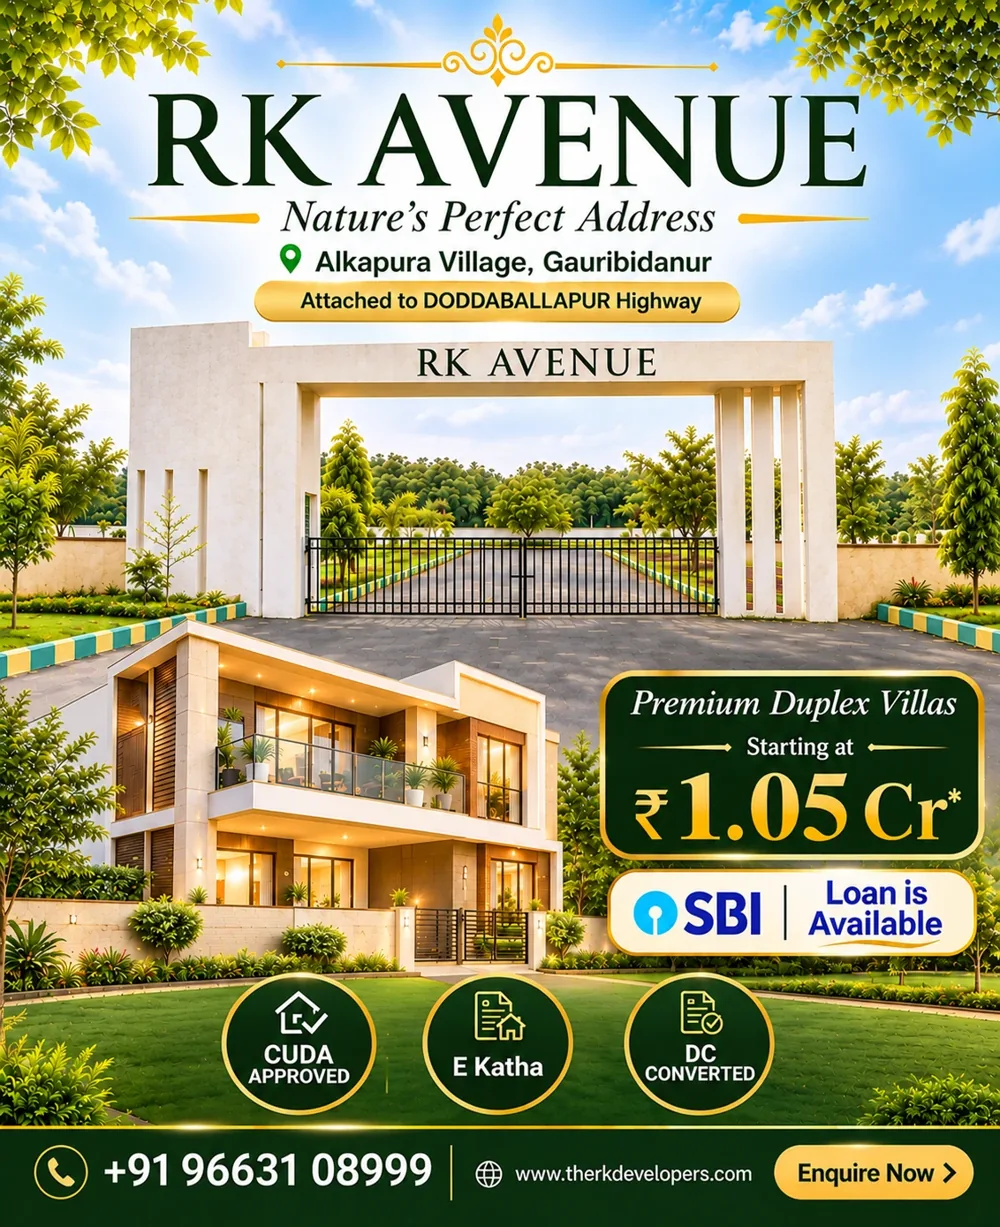 RK AVENUE
Nature's Perfect Address
Alkapura Village, Gauribidanur
Attached to DODDABALLAPUR Highway
RK AVENUE
Premium Duplex Villas
Starting at
₹1.05 Cr*
SBI
Loan is
Available
CUDA
APPROVED
E Katha
DC
CONVERTED
+91 96631 08999
www.therkdevelopers.com
Enquire Now